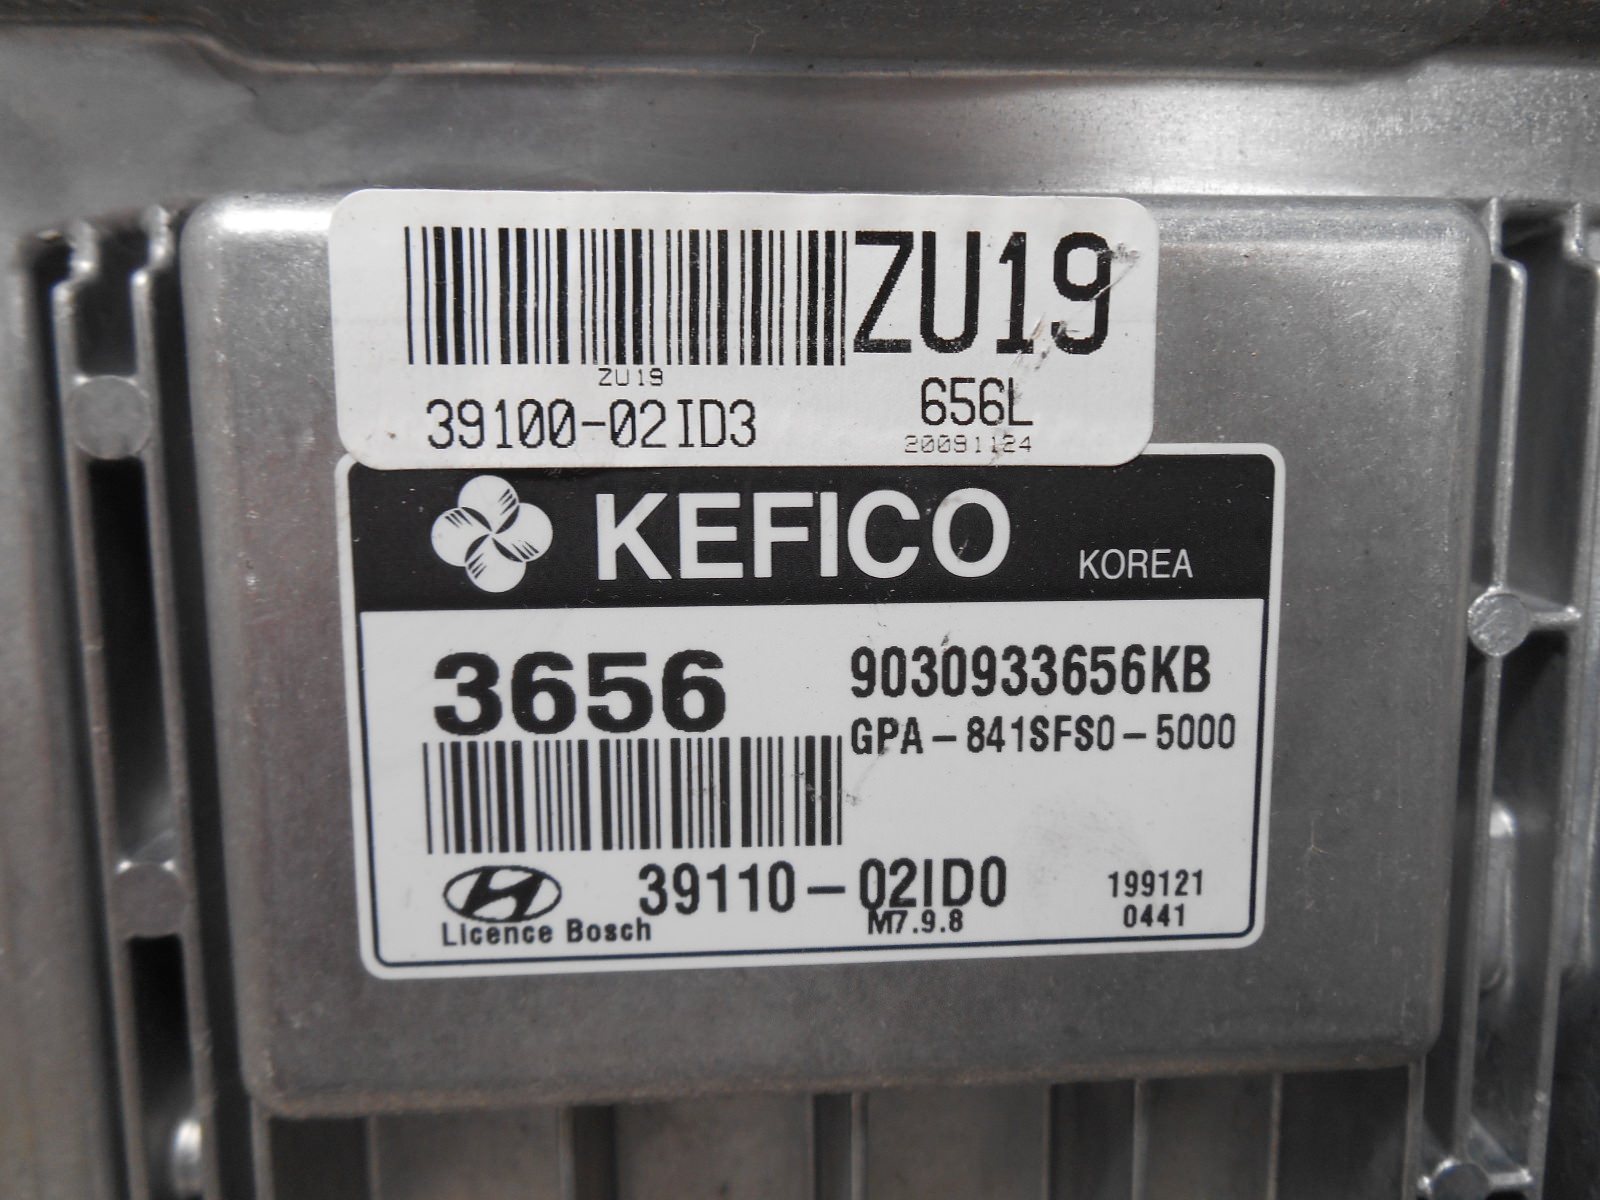 ZU19
ZU19
39100-02ID3
656L
20091124
KEFICO KOREA
3656
9030933656KB
GPA-841SFS0-5000
39110-02ID0
M7.9.8
Licence Bosch
199121
0441